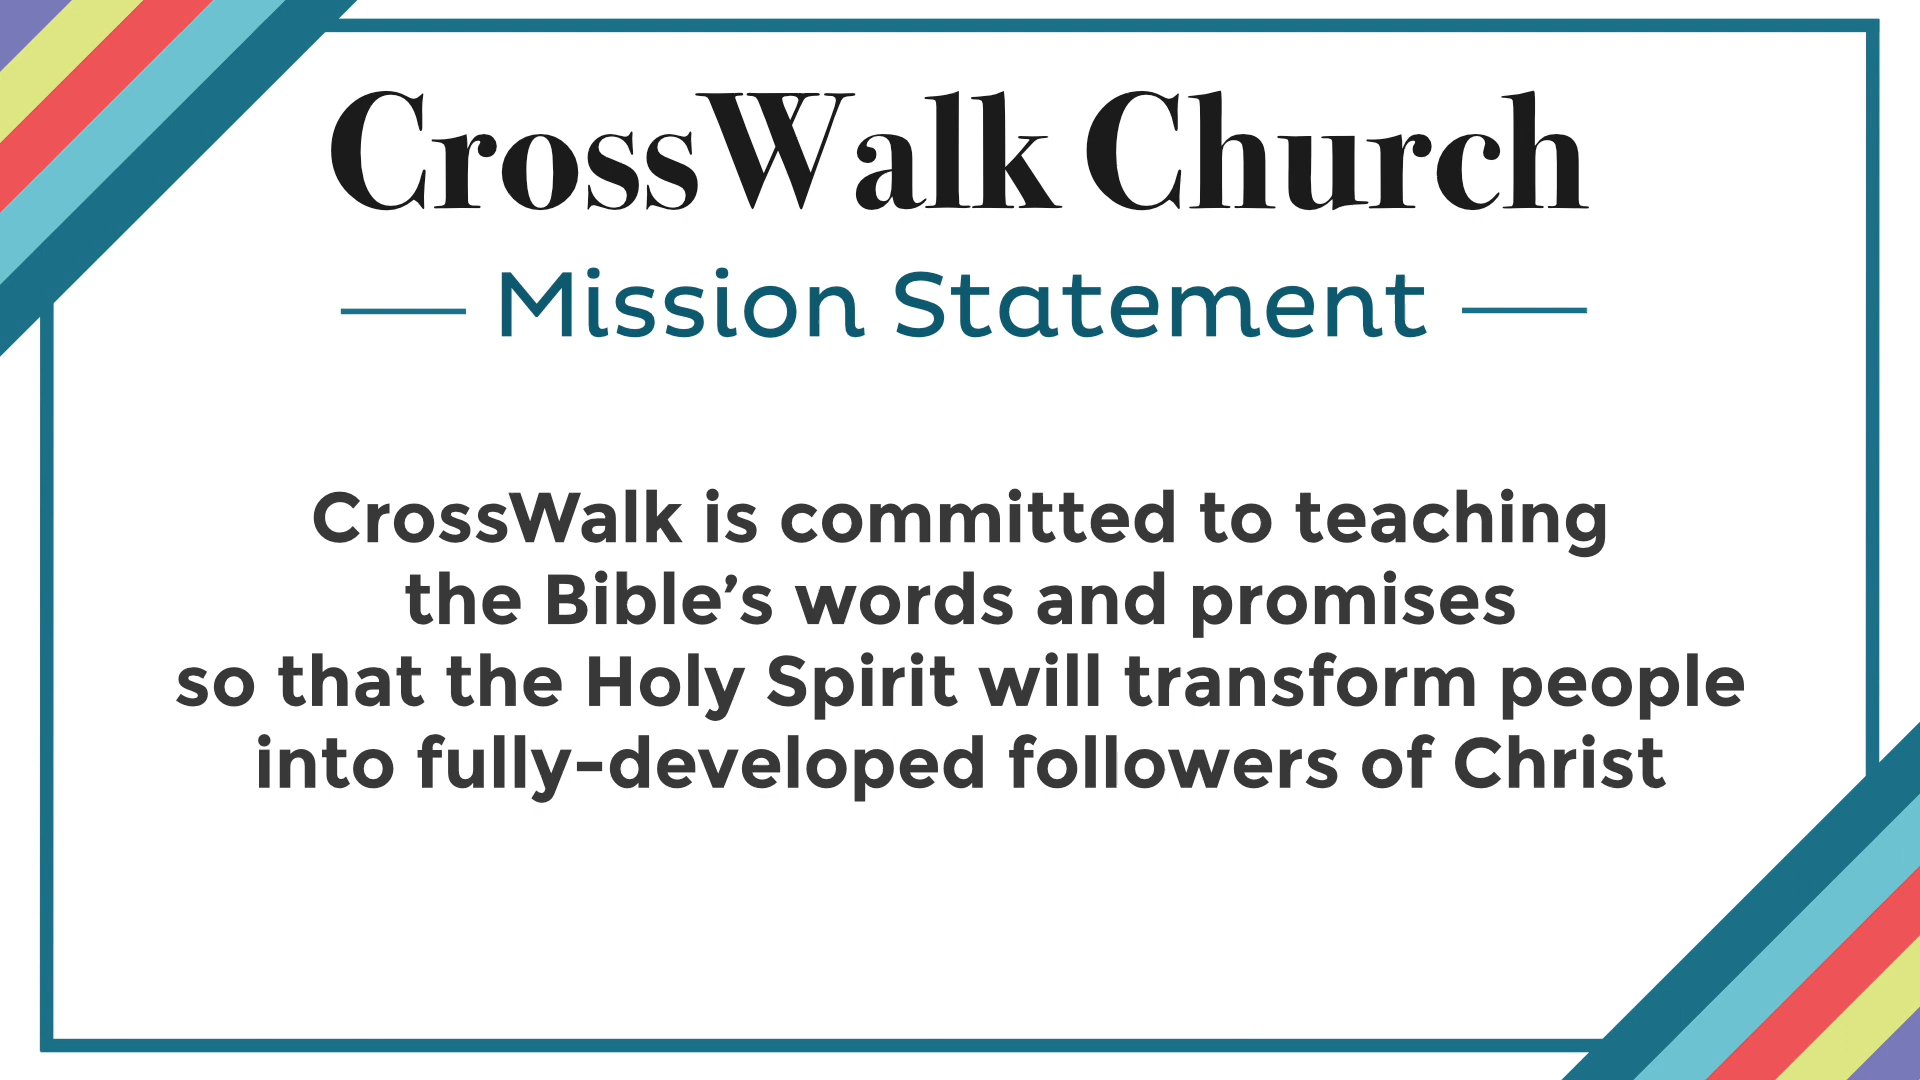 CrossWalk Church
Mission Statement
CrossWalk is committed to teaching
the Bible’s words and promises
so that the Holy Spirit will transform people
into fully-developed followers of Christ